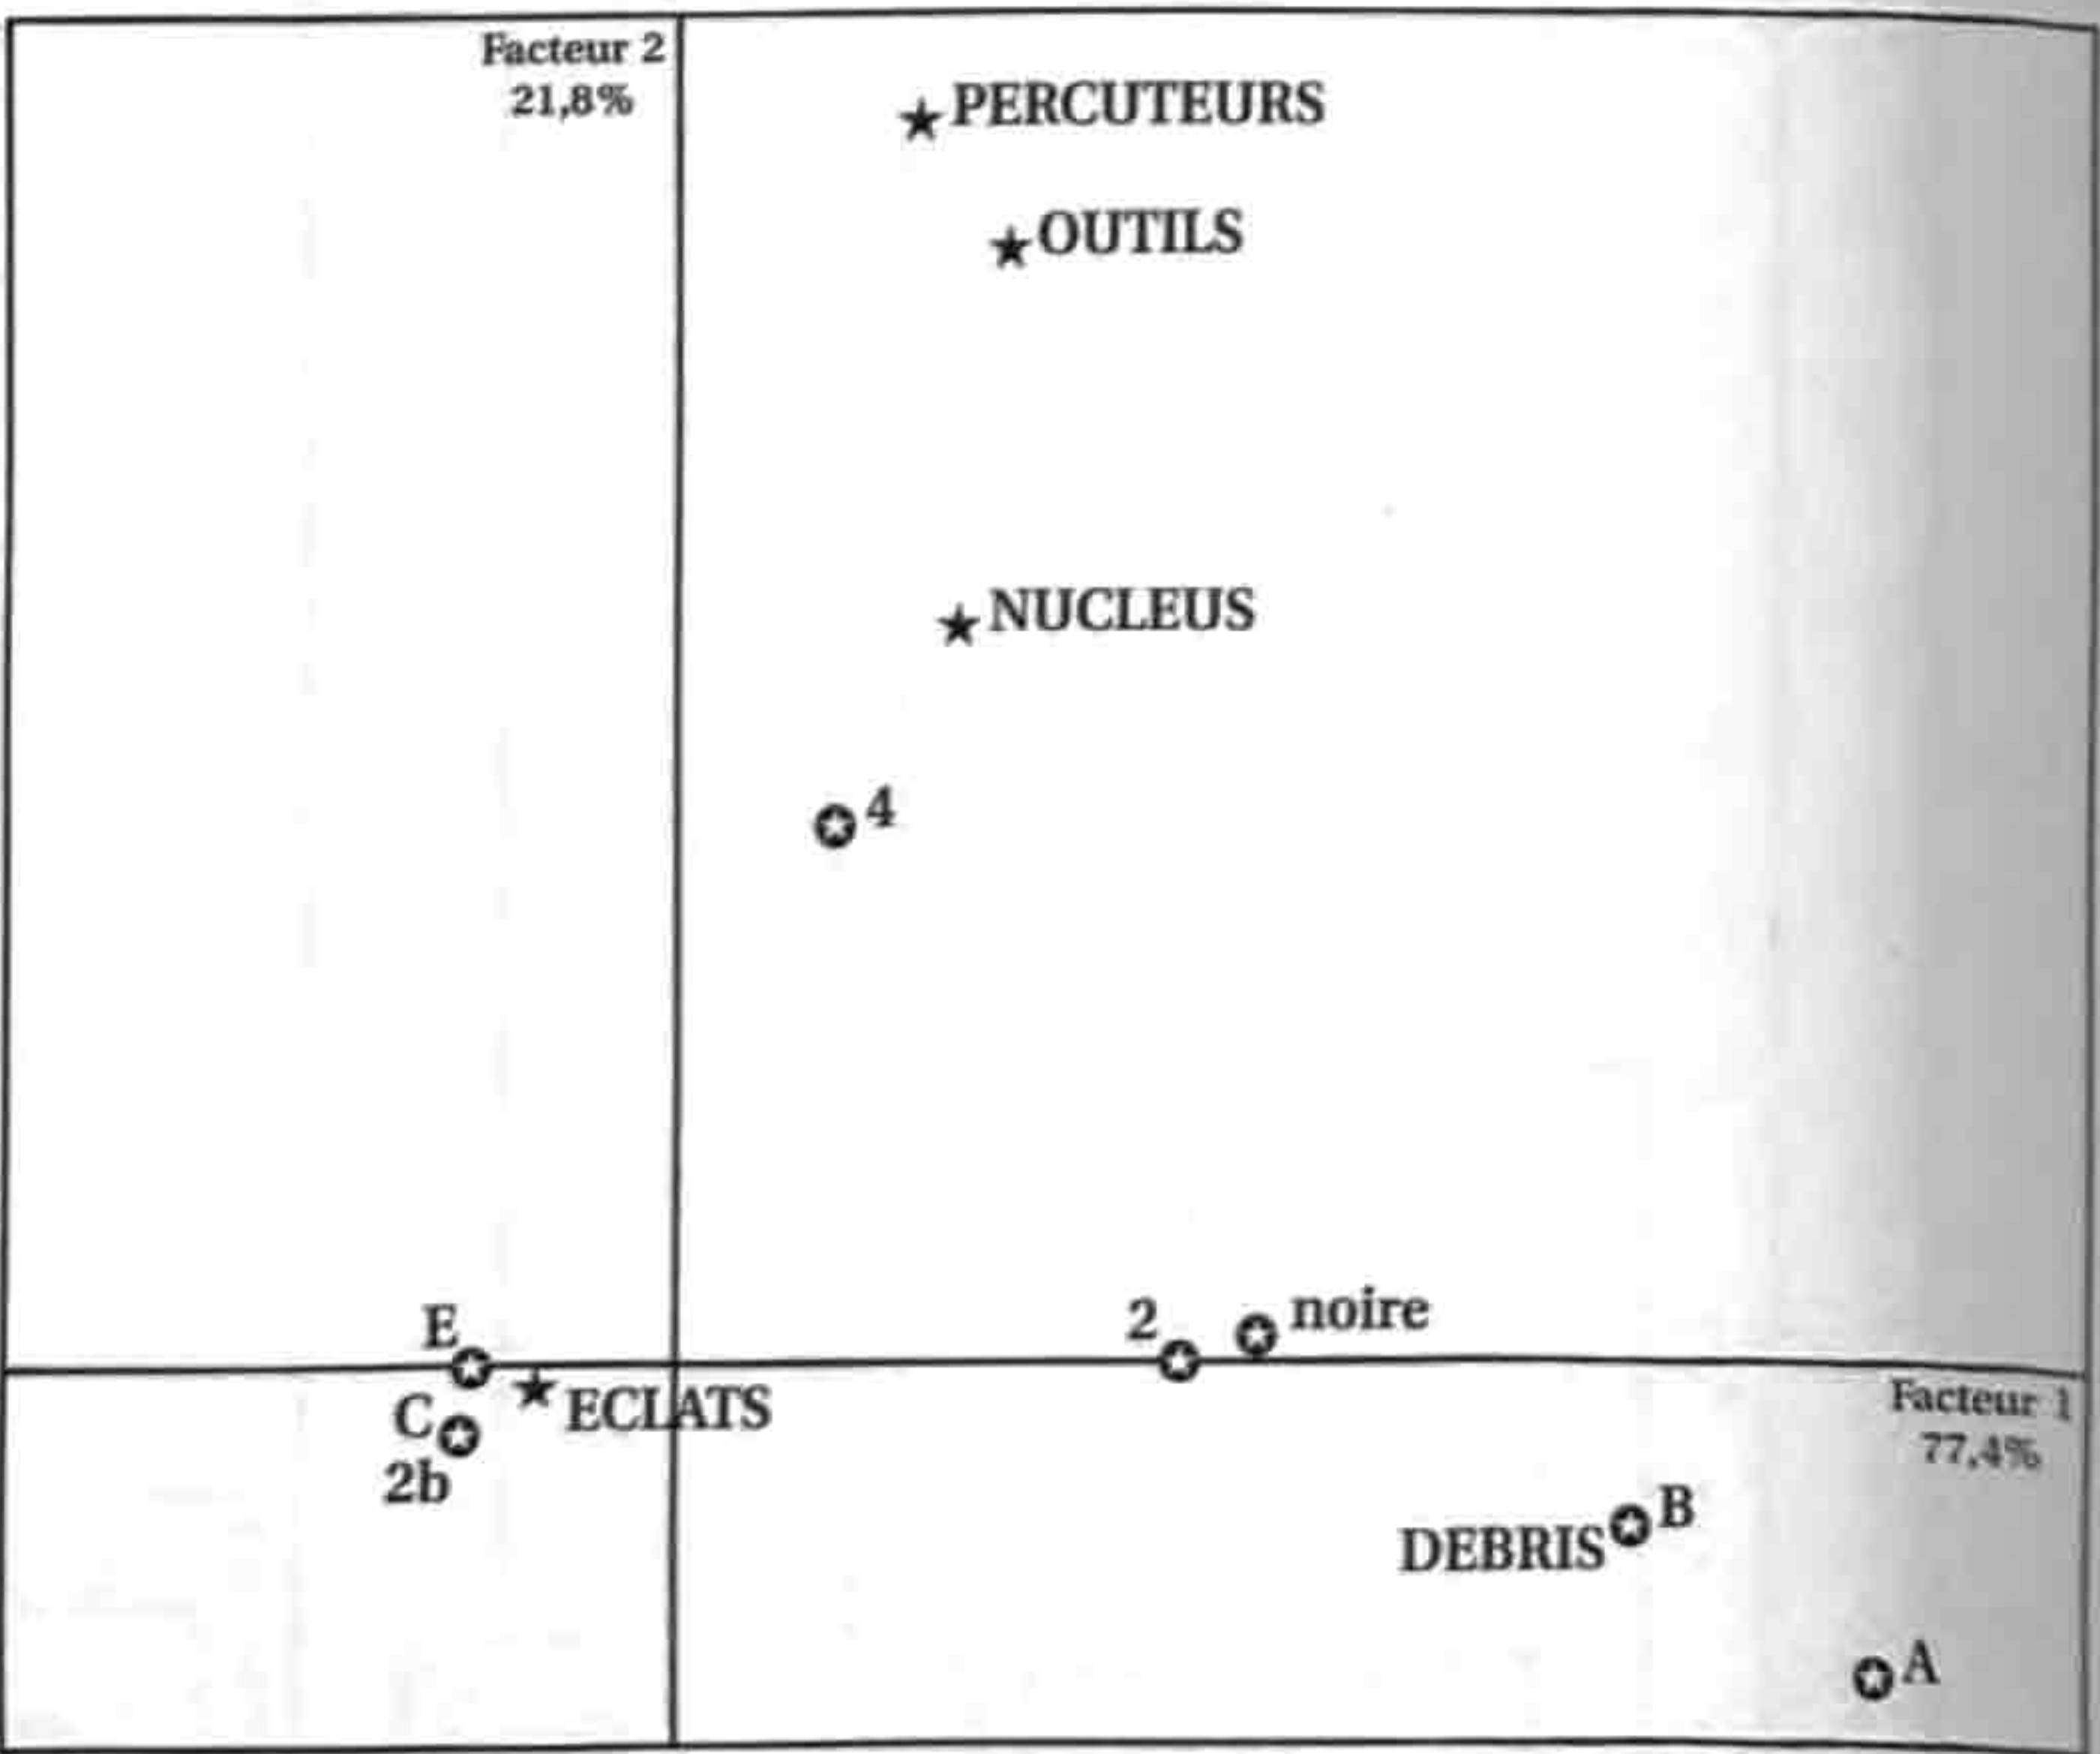 Facteur 2
21,8%
PERCUTEURS
OUTILS
NUCLEUS
4
E
2
noire
C
ECLATS
2b
Facteur 1
77,4%
B
DEBRIS
A